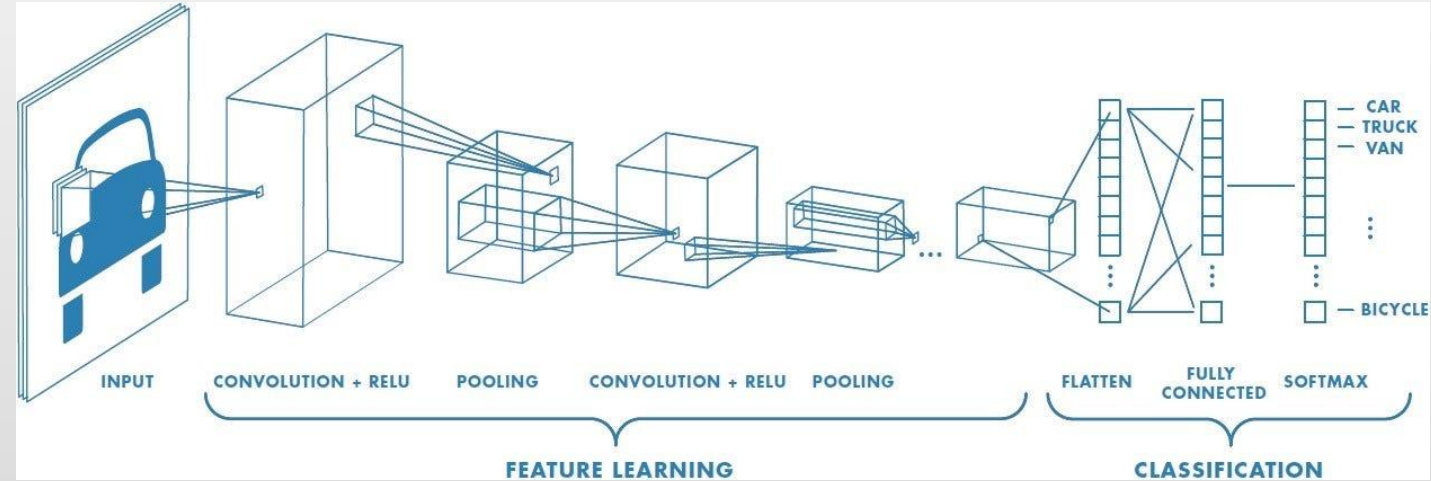 CAR
TRUCK
VAN
BICYCLE
INPUT
CONVOLUTION + RELU
POOLING
CONVOLUTION + RELU
POOLING
FLATTEN
FULLY
CONNECTED
SOFTMAX
FEATURE LEARNING
CLASSIFICATION